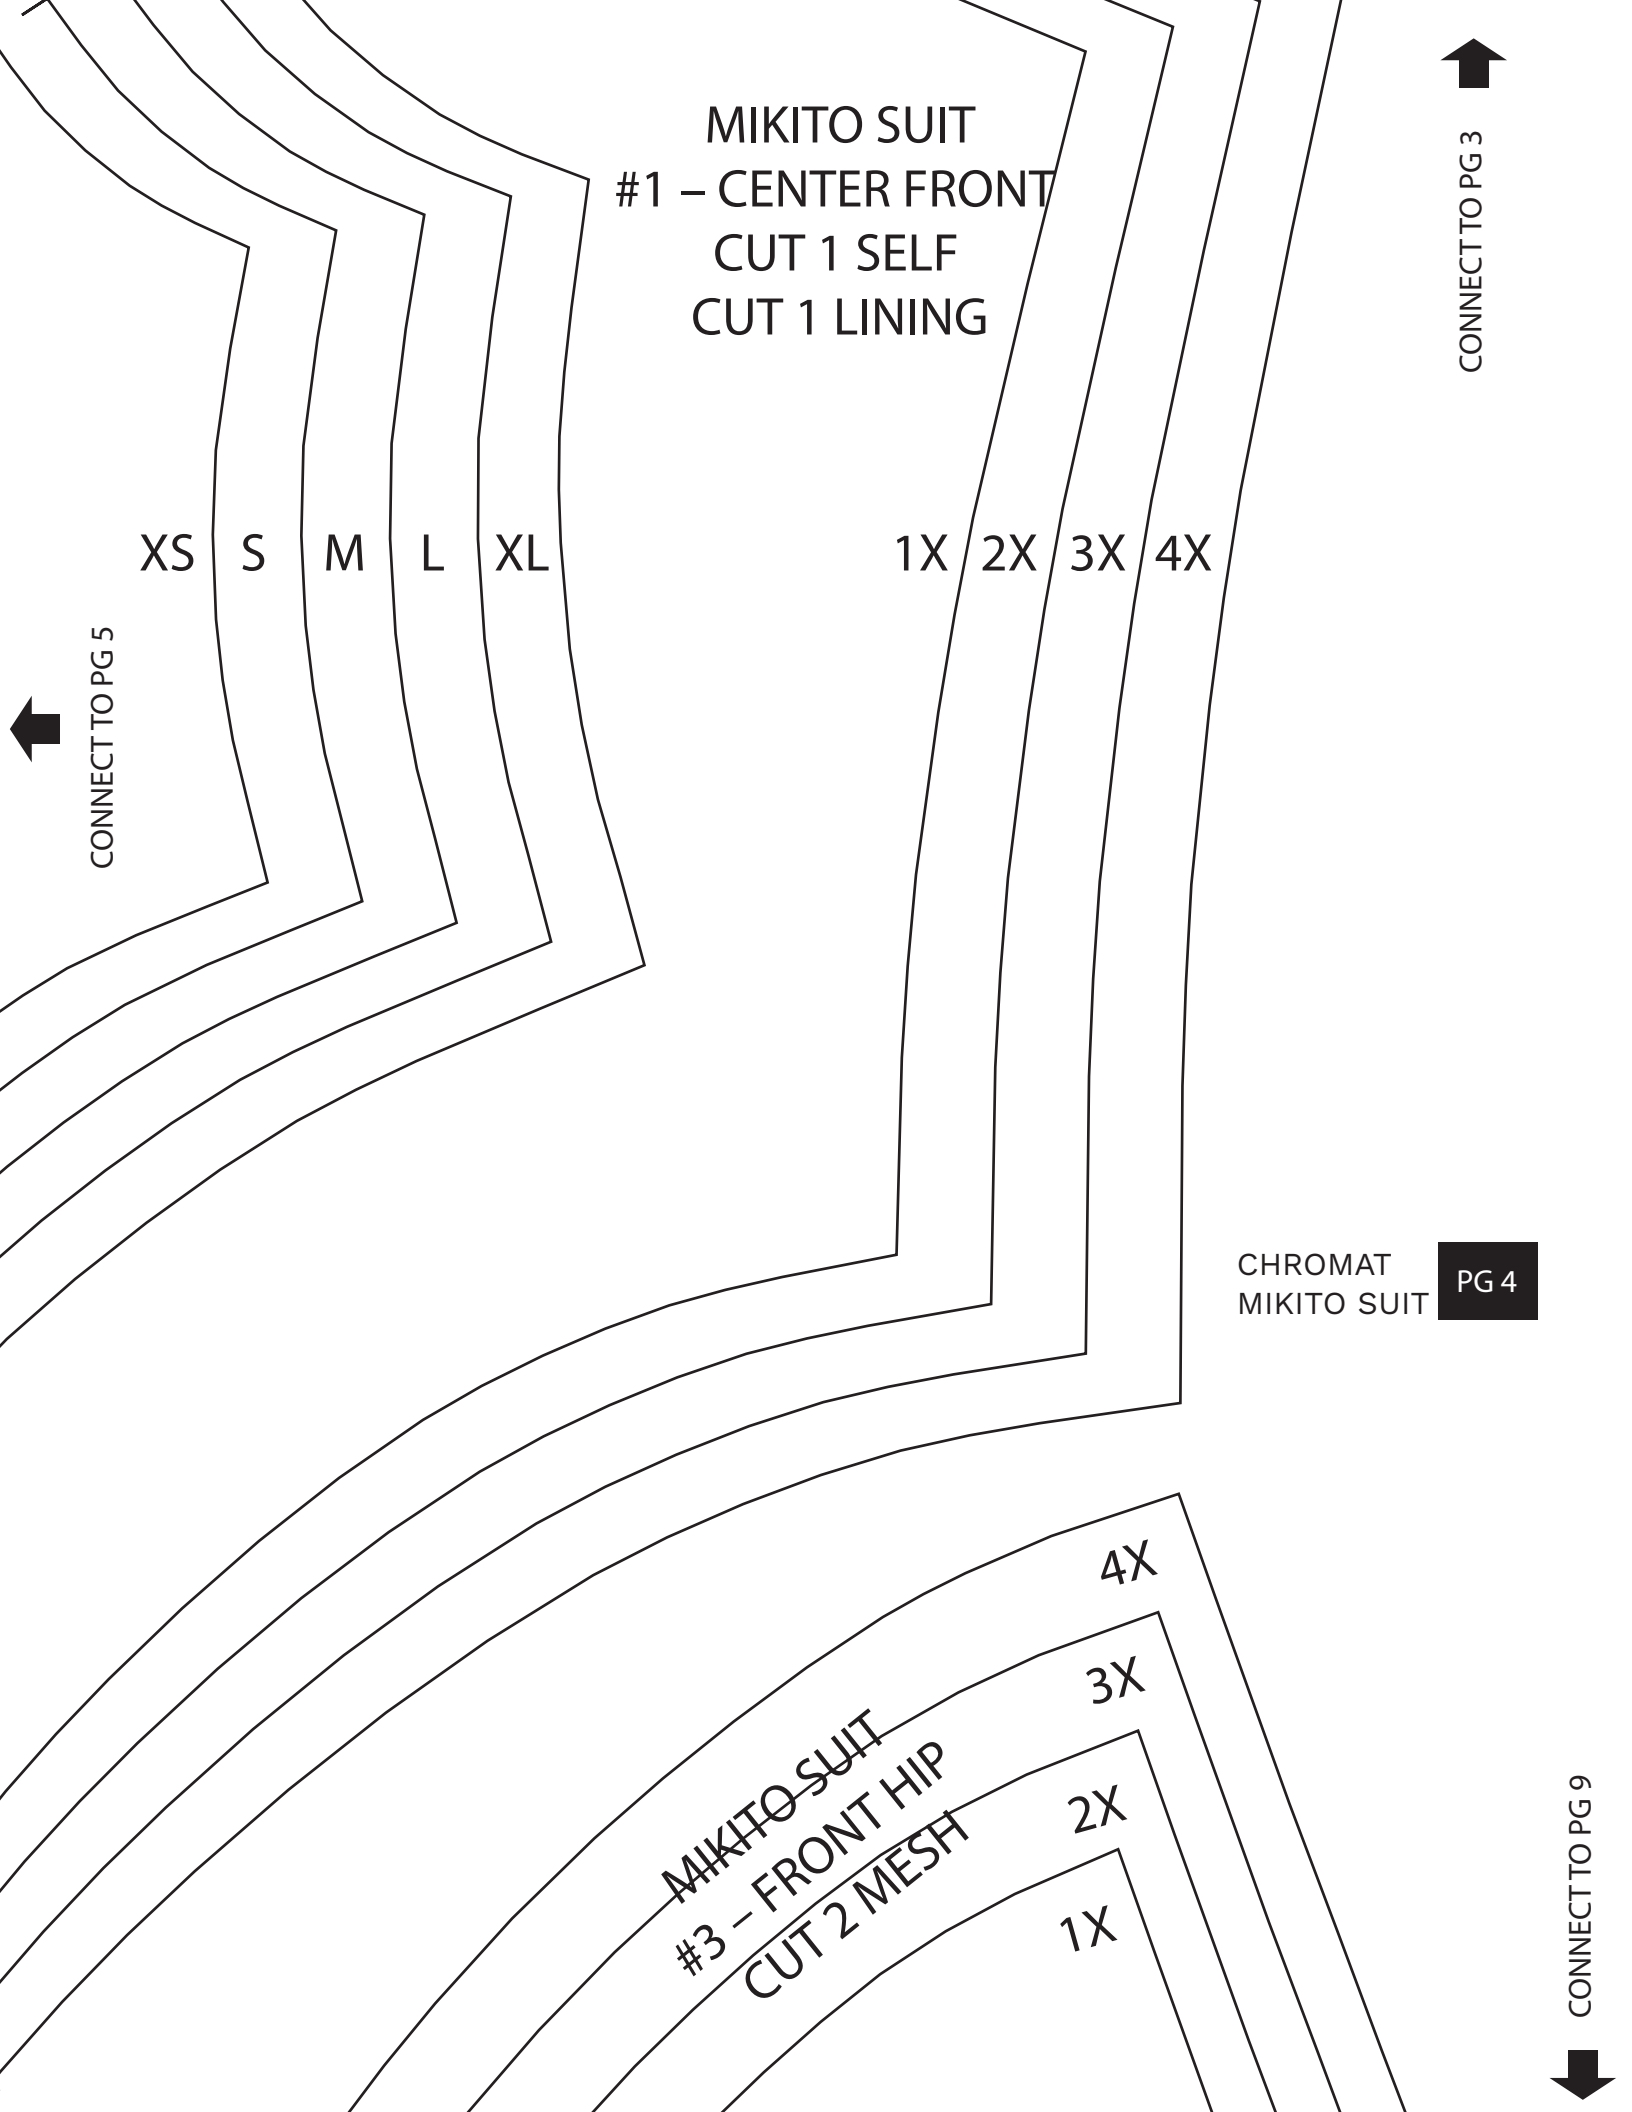 MIKITO SUIT
#1 – CENTER FRONT
CUT 1 SELF
CUT 1 LINING
CONNECT TO PG 3
XS S M L XL 1X 2X 3X 4X
CONNECT TO PG 5
CHROMAT
MIKITO SUIT
PG 4
4X
3X
2X
1X
MIKITO SUIT
#3 – FRONT HIP
CUT 2 MESH
CONNECT TO PG 9